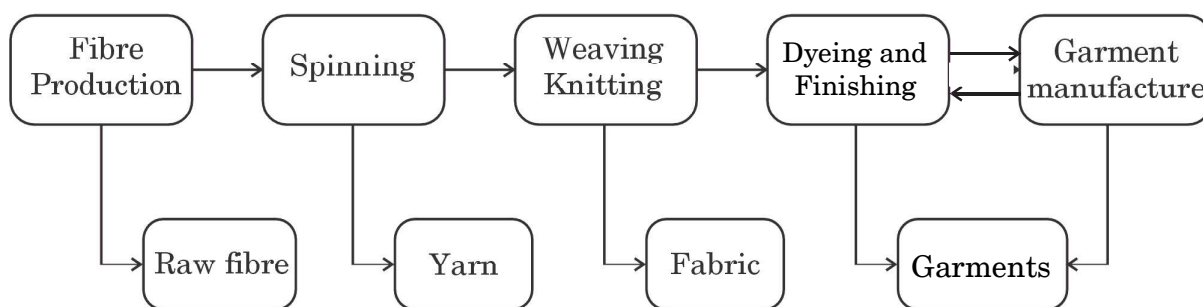 Fibre
Production
Spinning
Weaving
Knitting
Dyeing and
Finishing
Garment
manufacture
Raw fibre
Yarn
Fabric
Garments